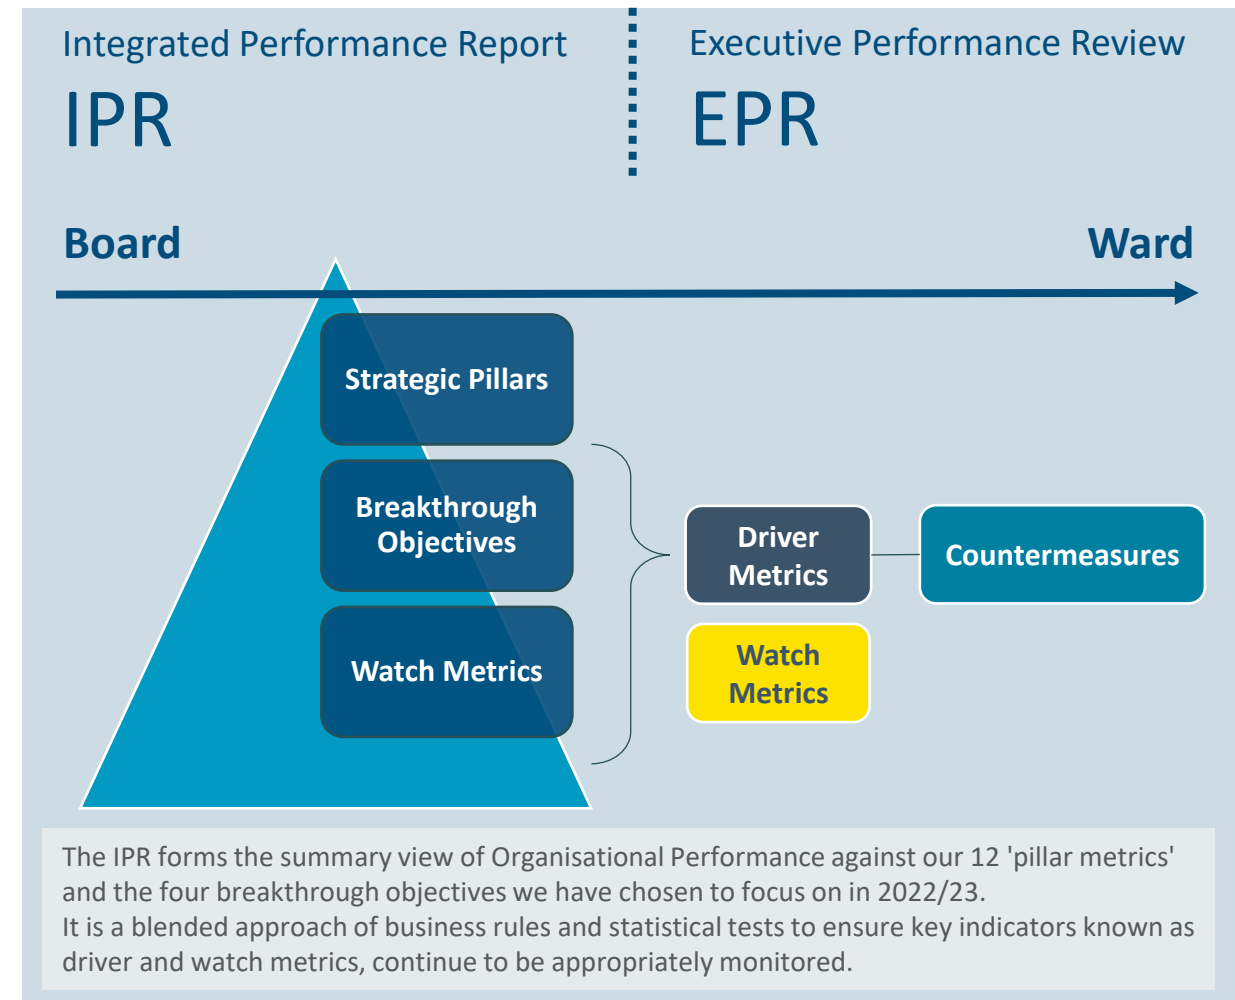 Integrated Performance Report
IPR
Executive Performance Review
EPR
Board
Ward
Strategic Pillars
Breakthrough
Objectives
Watch Metrics
Driver
Metrics
Countermeasures
Watch
Metrics
The IPR forms the summary view of Organisational Performance against our 12 'pillar metrics'
and the four breakthrough objectives we have chosen to focus on in 2022/23.
It is a blended approach of business rules and statistical tests to ensure key indicators known as
driver and watch metrics, continue to be appropriately monitored.